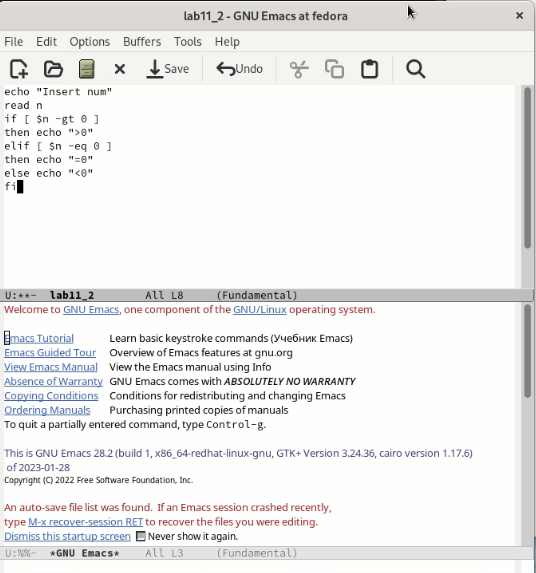 lab11_2 - GNU Emacs at fedora ×
File Edit Options Buffers Tools Help
Save Undo
echo "Insert num"
read n
if [ $n -gt 0 ]
then echo ">0"
elif [ $n -eq 0 ]
then echo "=0"
else echo "<0"
fi
U:**- lab11_2 All L8 (Fundamental)
Welcome to GNU Emacs, one component of the GNU/Linux operating system.
Emacs Tutorial Learn basic keystroke commands (Учебник Emacs)
Emacs Guided Tour Overview of Emacs features at gnu.org
View Emacs Manual View the Emacs manual using Info
Absence of Warranty GNU Emacs comes with ABSOLUTELY NO WARRANTY
Copying Conditions Conditions for redistributing and changing Emacs
Ordering Manuals Purchasing printed copies of manuals
To quit a partially entered command, type Control-g.
This is GNU Emacs 28.2 (build 1, x86_64-redhat-linux-gnu, GTK+ Version 3.24.36, cairo version 1.17.6)
of 2023-01-28
Copyright (C) 2022 Free Software Foundation, Inc.
An auto-save file list was found. If an Emacs session crashed recently,
type M-x recover-session RET to recover the files you were editing.
Dismiss this startup screen Never show it again.
U:%%- *GNU Emacs* All L3 (Fundamental)